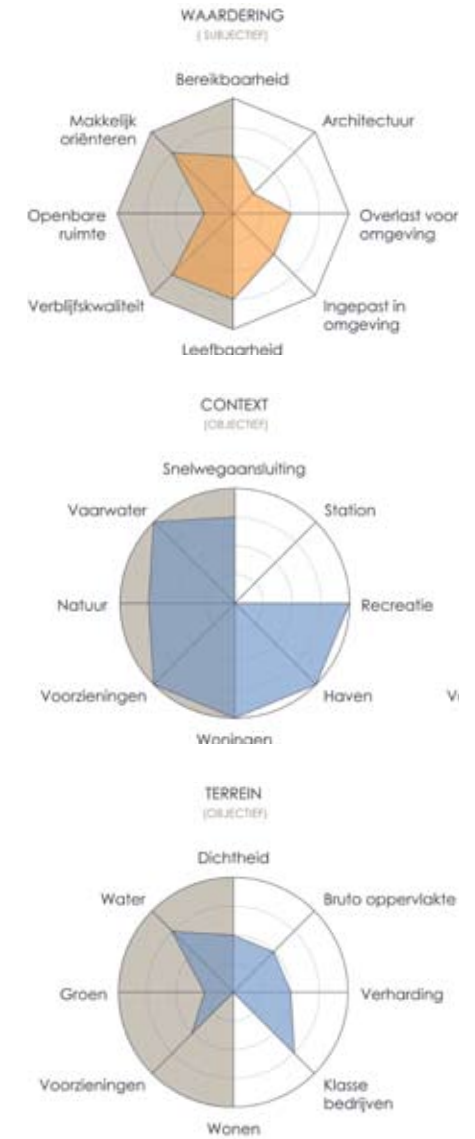 WAARDERING
(SUBJECTIEF)
Bereikbaarheid
Makkelijk
oriënteren
Architectuur
Openbare
ruimte
Overlast voor
omgeving
Verblijfskwaliteit
Ingepast in
omgeving
Leefbaarheid
CONTEXT
(OBJECTIEF)
Snelwegaansluiting
Vaarwater
Station
Natuur
Recreatie
Voorzieningen
Haven
Woningen
TERREIN
(OBJECTIEF)
Dichtheid
Water
Bruto oppervlakte
Groen
Verharding
Voorzieningen
Klasse
bedrijven
Wonen